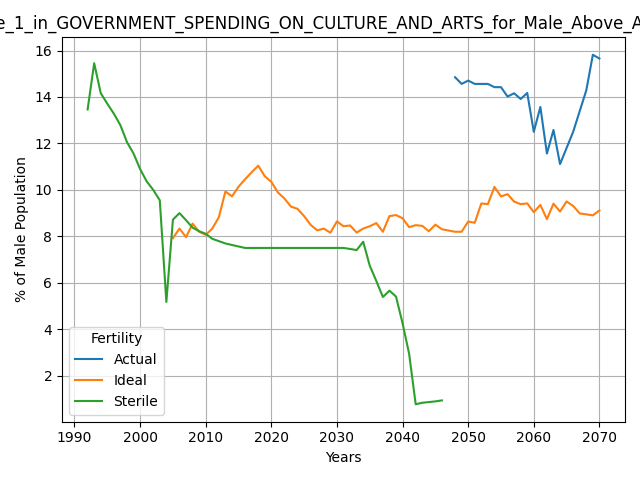 e_1_in_GOVERNMENT_SPENDING_ON_CULTURE_AND_ARTS_for_Male_Above_A
16
14
12
10
8
6
4
2
% of Male Population
Fertility
Actual
Ideal
Sterile
1990 2000 2010 2020 2030 2040 2050 2060 2070
Years